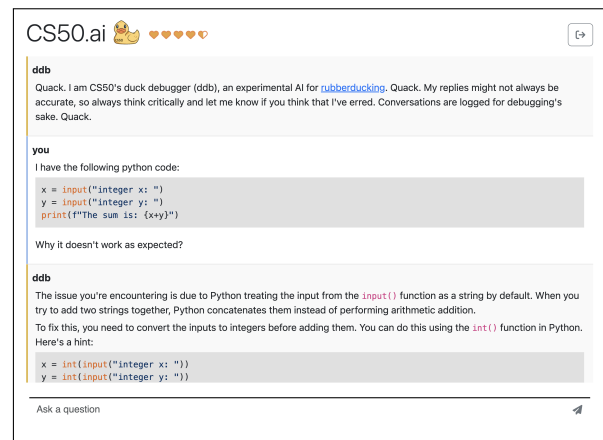 CS50.ai
ddb
Quack. I am CS50's duck debugger (ddb), an experimental AI for rubberducking. Quack. My replies might not always be
accurate, so always think critically and let me know if you think that I've erred. Conversations are logged for debugging's
sake. Quack.
you
I have the following python code:
x = input("integer x: ")
y = input("integer y: ")
print(f"The sum is: {x+y}")
Why it doesn't work as expected?
ddb
The issue you're encountering is due to Python treating the input from the input() function as a string by default. When you
try to add two strings together, Python concatenates them instead of performing arithmetic addition.
To fix this, you need to convert the inputs to integers before adding them. You can do this using the int() function in Python.
Here's a hint:
x = int(input("integer x: "))
y = int(input("integer y: "))
Ask a question